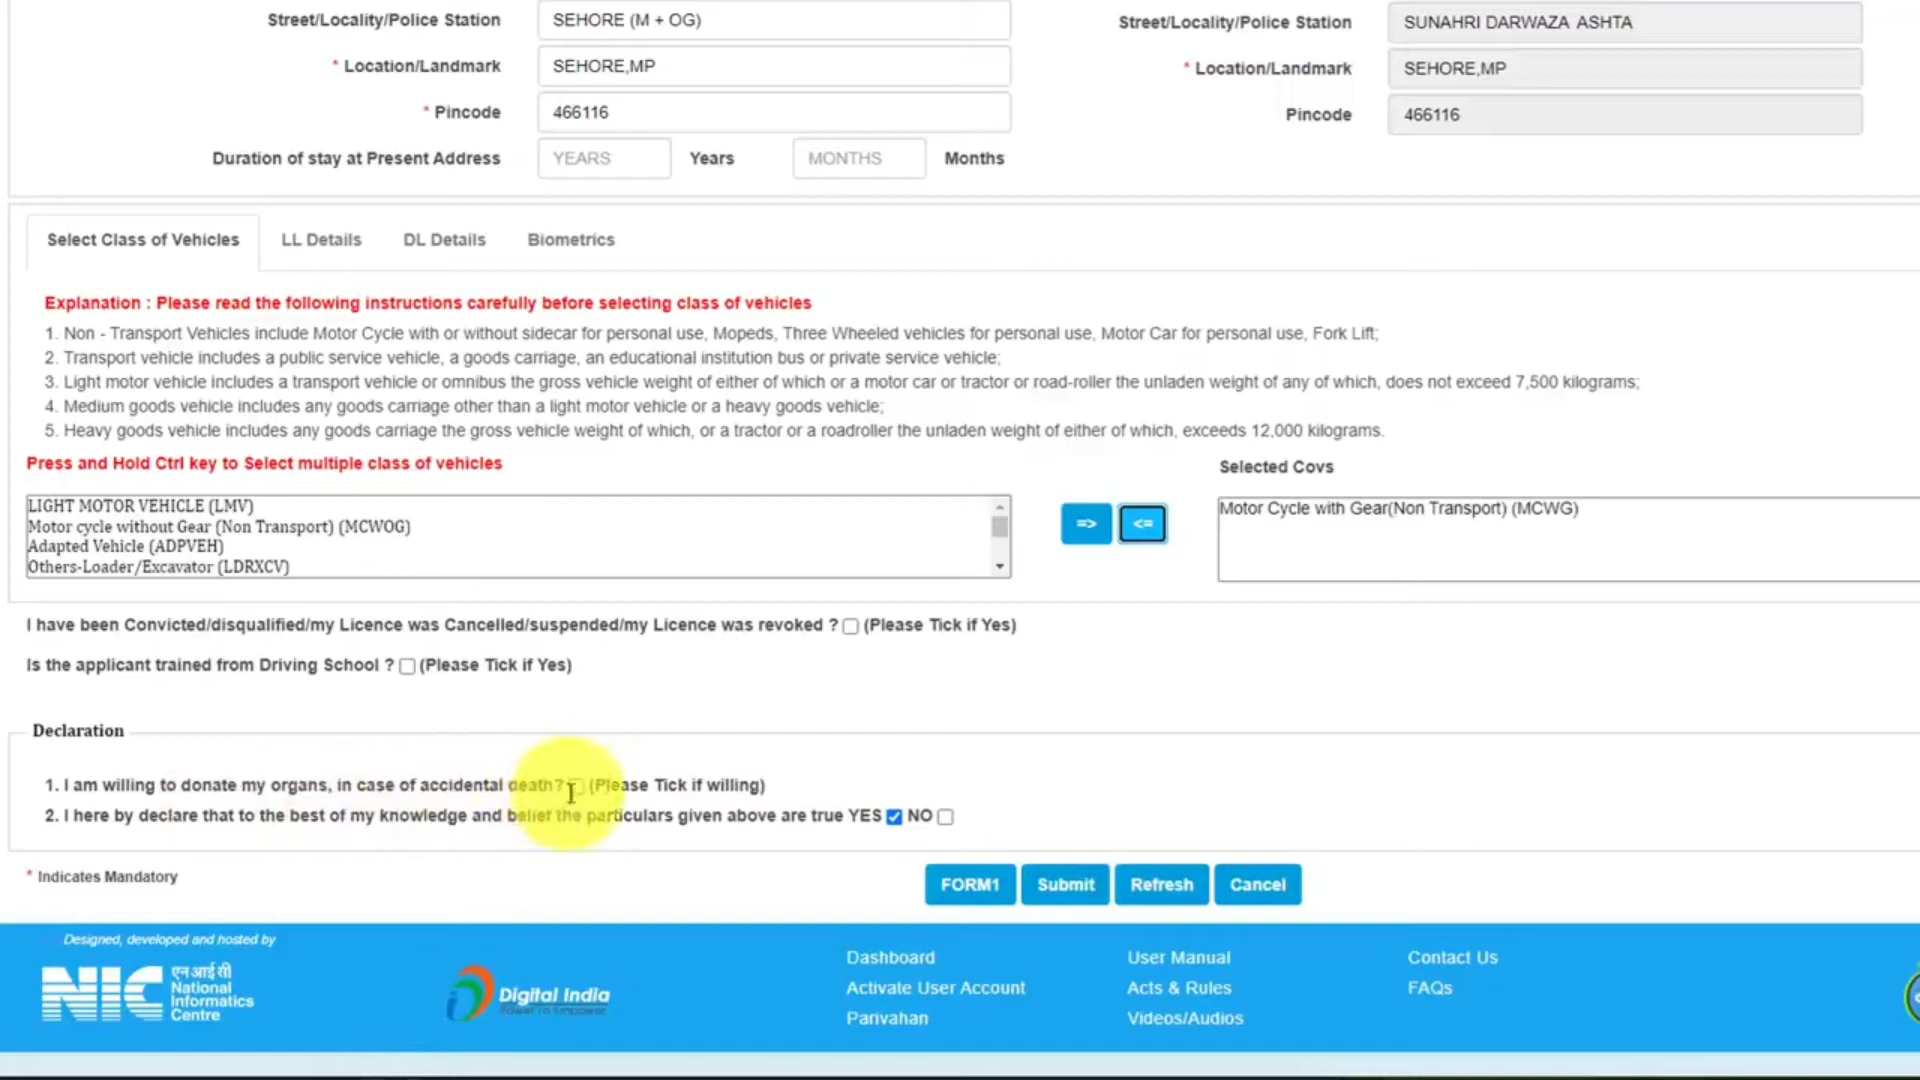 Street/Locality/Police Station SEHORE (M + OG) Street/Locality/Police Station SUNAHRI DARWAZA ASHTA
* Location/Landmark SEHORE,MP * Location/Landmark SEHORE,MP
* Pincode 466116 Pincode 466116
Duration of stay at Present Address YEARS Years MONTHS Months
Select Class of Vehicles LL Details DL Details Biometrics
Explanation : Please read the following instructions carefully before selecting class of vehicles
1. Non - Transport Vehicles include Motor Cycle with or without sidecar for personal use, Mopeds, Three Wheeled vehicles for personal use, Motor Car for personal use, Fork Lift;
2. Transport vehicle includes a public service vehicle, a goods carriage, an educational institution bus or private service vehicle;
3. Light motor vehicle includes a transport vehicle or omnibus the gross vehicle weight of either of which or a motor car or tractor or road-roller the unladen weight of any of which, does not exceed 7,500 kilograms;
4. Medium goods vehicle includes any goods carriage other than a light motor vehicle or a heavy goods vehicle;
5. Heavy goods vehicle includes any goods carriage the gross vehicle weight of which, or a tractor or a roadroller the unladen weight of either of which, exceeds 12,000 kilograms.
Press and Hold Ctrl key to Select multiple class of vehicles
Selected Covs
LIGHT MOTOR VEHICLE (LMV)
Motor cycle without Gear (Non Transport) (MCWOG)
Adapted Vehicle (ADPVEH)
Others-Loader/Excavator (LDRXCV)
=> <=
Motor Cycle with Gear(Non Transport) (MCWG)
I have been Convicted/disqualified/my Licence was Cancelled/suspended/my Licence was revoked ? (Please Tick if Yes)
Is the applicant trained from Driving School ? (Please Tick if Yes)
Declaration
1. I am willing to donate my organs, in case of accidental death? (Please Tick if willing)
2. I here by declare that to the best of my knowledge and belief the particulars given above are true YES NO
* Indicates Mandatory
FORM1 Submit Refresh Cancel
Designed, developed and hosted by
NIC
एन आई सी
National
Informatics
Centre
Digital India
Power To Empower
Dashboard User Manual Contact Us
Activate User Account Acts & Rules FAQs
Parivahan Videos/Audios